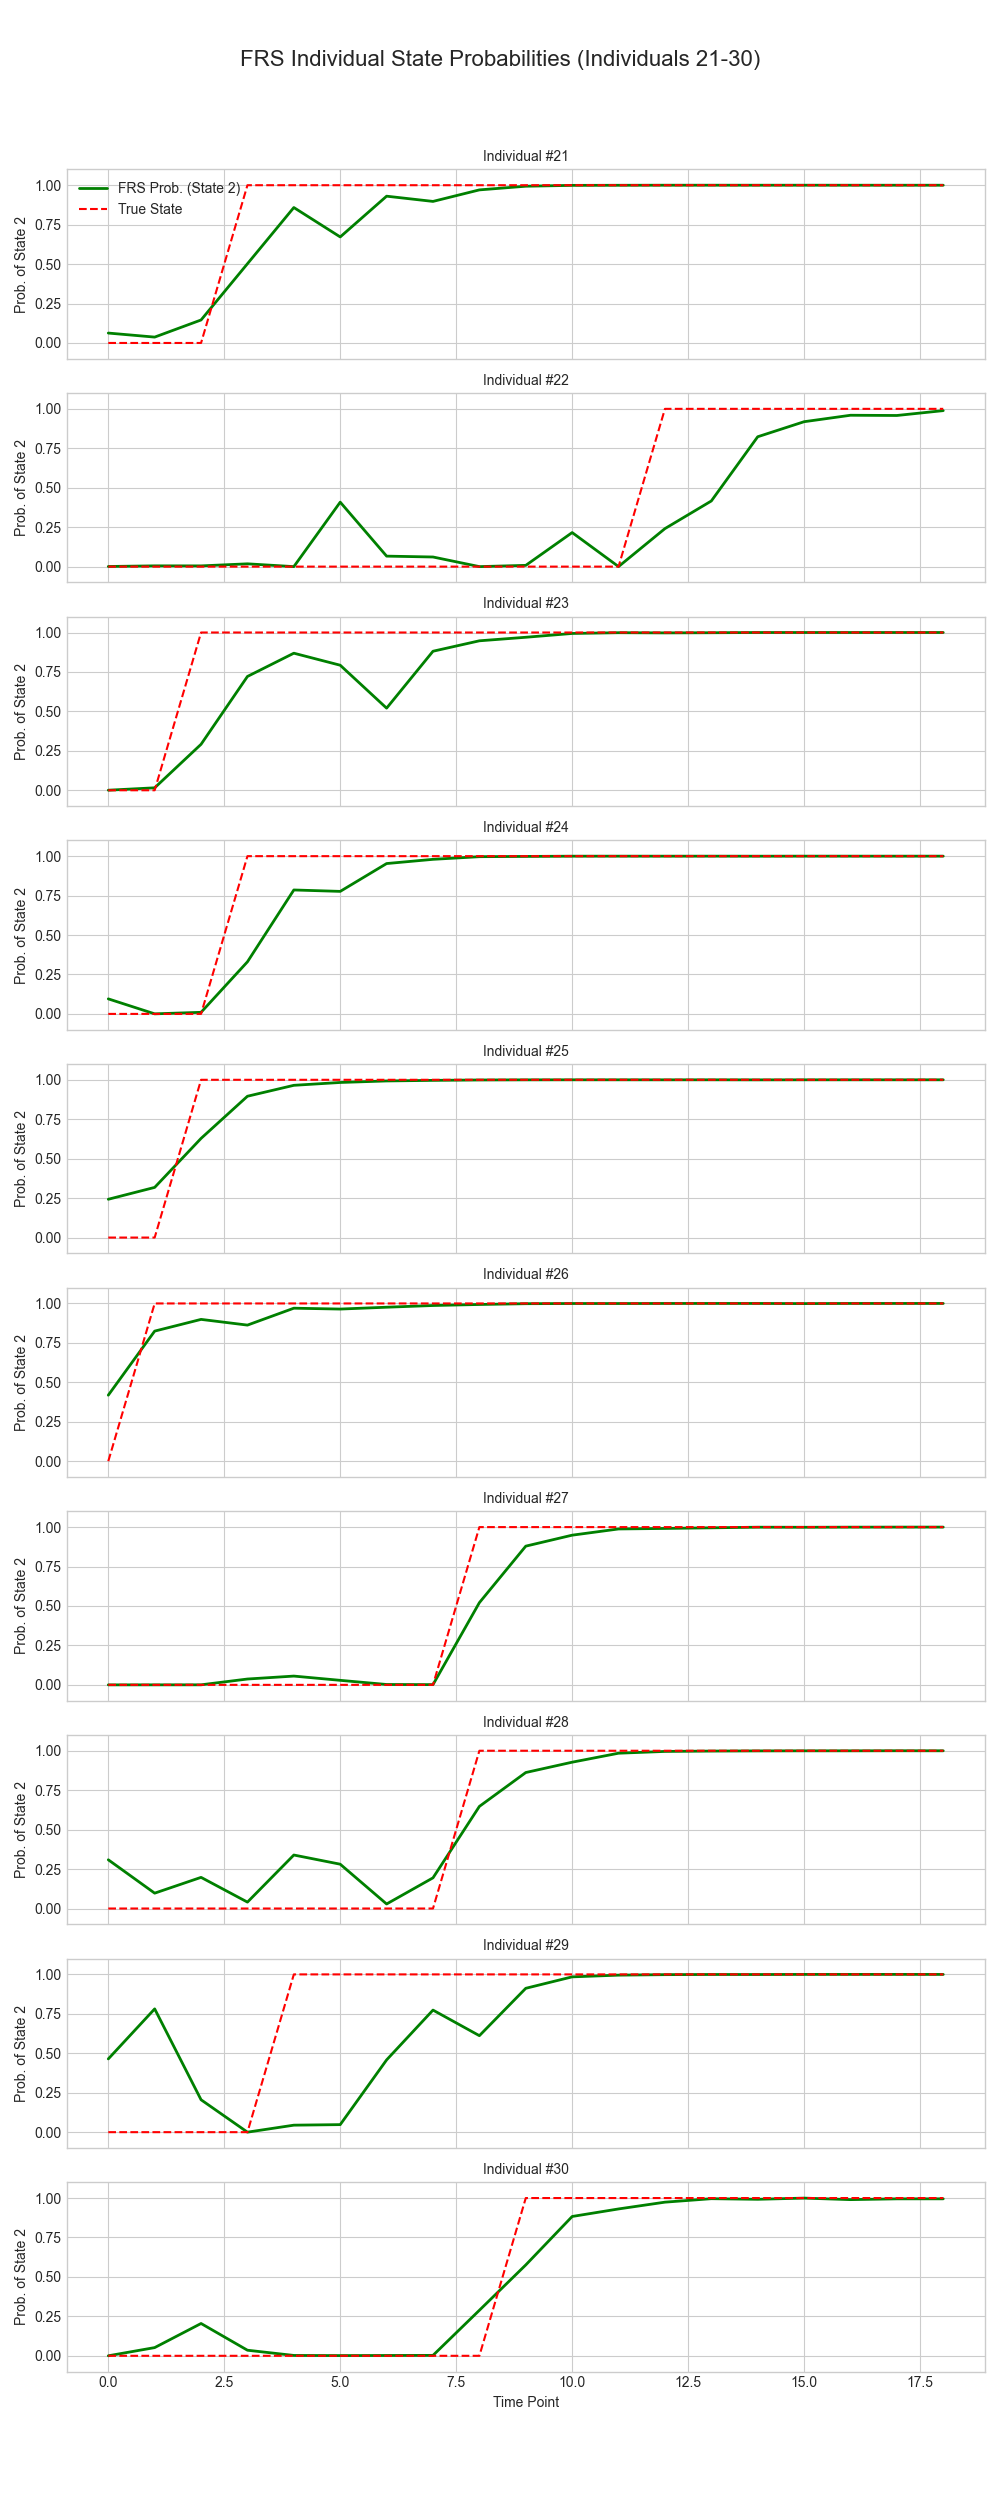 FRS Individual State Probabilities (Individuals 21-30)
Individual #21
1.00
0.75
0.50
0.25
0.00
Prob. of State 2
FRS Prob. (State 2)
True State
Individual #22
1.00
0.75
0.50
0.25
0.00
Prob. of State 2
Individual #23
1.00
0.75
0.50
0.25
0.00
Prob. of State 2
Individual #24
1.00
0.75
0.50
0.25
0.00
Prob. of State 2
Individual #25
1.00
0.75
0.50
0.25
0.00
Prob. of State 2
Individual #26
1.00
0.75
0.50
0.25
0.00
Prob. of State 2
Individual #27
1.00
0.75
0.50
0.25
0.00
Prob. of State 2
Individual #28
1.00
0.75
0.50
0.25
0.00
Prob. of State 2
Individual #29
1.00
0.75
0.50
0.25
0.00
Prob. of State 2
Individual #30
1.00
0.75
0.50
0.25
0.00
Prob. of State 2
0.0 2.5 5.0 7.5 10.0 12.5 15.0 17.5
Time Point